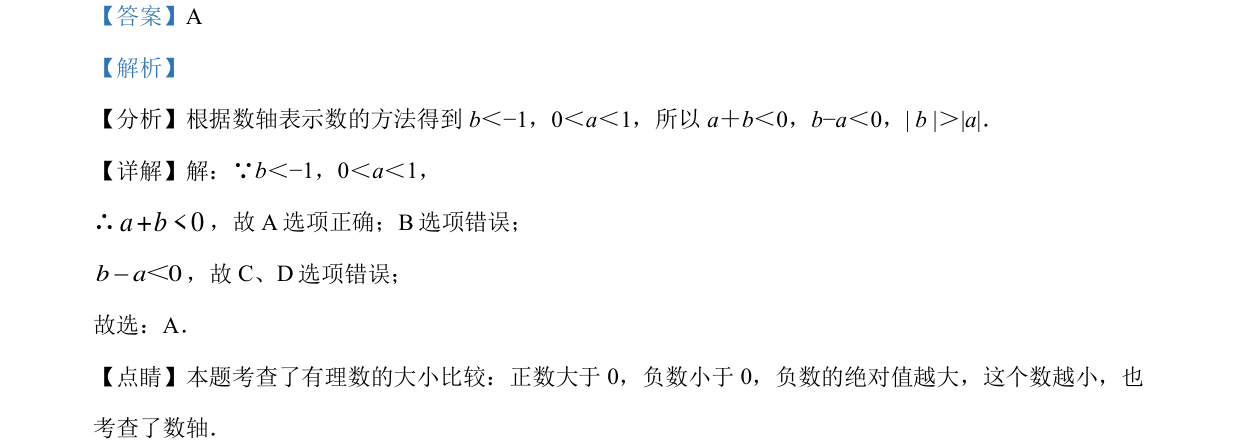 【答案】A
【解析】
【分析】根据数轴表示数的方法得到 b＜−1，0＜a＜1，所以 a＋b＜0，b−a＜0，| b |＞|a|．
【详解】解：∵b＜−1，0＜a＜1，
∴a+b<0，故 A 选项正确；B 选项错误；
b−a<0，故 C、D 选项错误；
故选：A．
【点睛】本题考查了有理数的大小比较：正数大于 0，负数小于 0，负数的绝对值越大，这个数越小，也
考查了数轴．